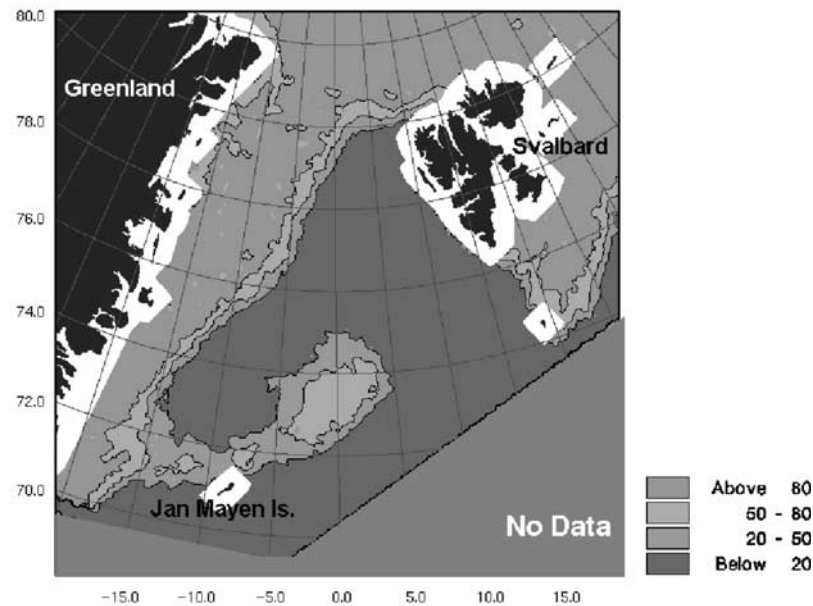 80.0
Greenland
78.0
Svalbard
76.0
74.0
72.0
70.0
Jan Mayen Is.
No Data
Above 80
50 - 80
20 - 50
Below 20
-15.0 -10.0 -5.0 0.0 5.0 10.0 15.0